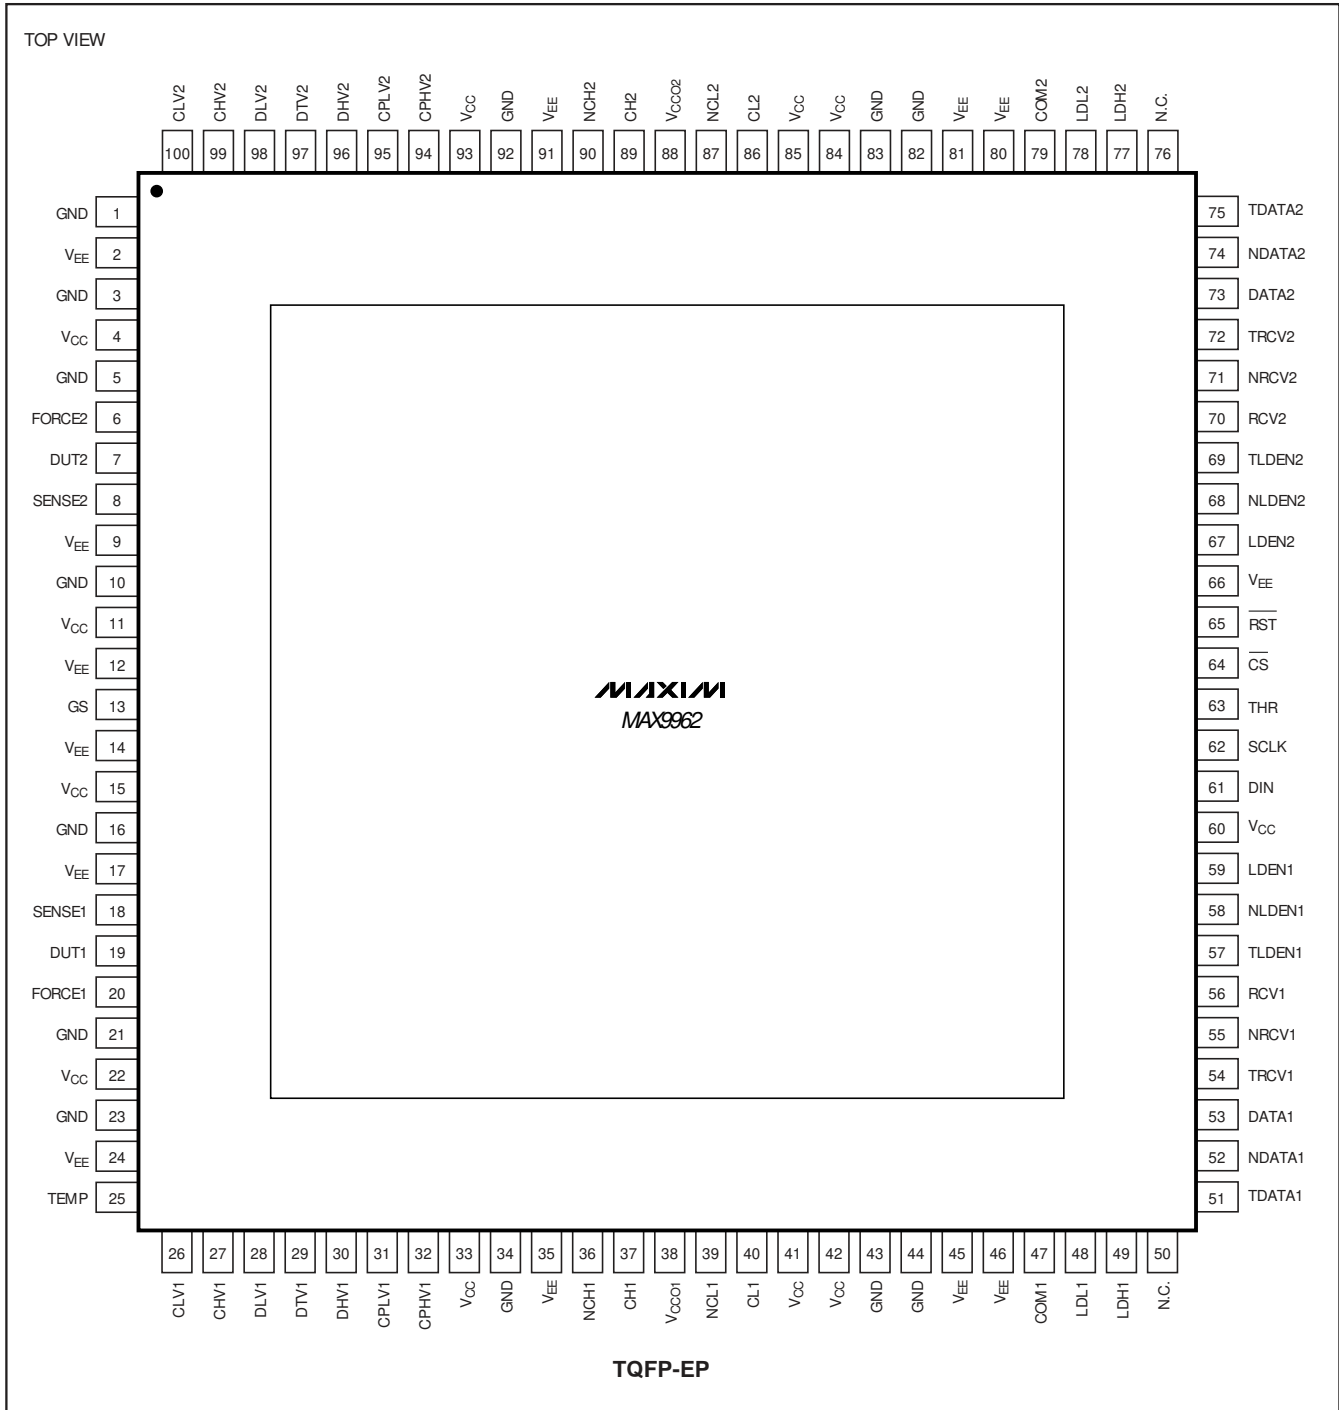 TOP VIEW
CLV2 CHV2 DLV2 DTV2 DHV2 CPLV2 CPHV2 VCC GND VEE NCH2 CH2 VCCO2 NCL2 CL2 VCC VCC GND GND VEE VEE COM2 LDL2 LDH2 N.C.
100 99 98 97 96 95 94 93 92 91 90 89 88 87 86 85 84 83 82 81 80 79 78 77 76
GND 1 75 TDATA2
VEE 2 74 NDATA2
GND 3 73 DATA2
VCC 4 72 TRCV2
GND 5 71 NRCV2
FORCE2 6 70 RCV2
DUT2 7 69 TLDEN2
SENSE2 8 68 NLDEN2
VEE 9 67 LDEN2
GND 10 66 VEE
VCC 11 65 R̅S̅T̅
VEE 12 64 C̅S̅
GS 13 63 THR
VEE 14 62 SCLK
VCC 15 61 DIN
GND 16 60 VCC
VEE 17 59 LDEN1
SENSE1 18 58 NLDEN1
DUT1 19 57 TLDEN1
FORCE1 20 56 RCV1
GND 21 55 NRCV1
VCC 22 54 TRCV1
GND 23 53 DATA1
VEE 24 52 NDATA1
TEMP 25 51 TDATA1
MAXIM
MAX9962
26 27 28 29 30 31 32 33 34 35 36 37 38 39 40 41 42 43 44 45 46 47 48 49 50
CLV1 CHV1 DLV1 DTV1 DHV1 CPLV1 CPHV1 VCC GND VEE NCH1 CH1 VCCO1 NCL1 CL1 VCC VCC GND GND VEE VEE COM1 LDL1 LDH1 N.C.
TQFP-EP